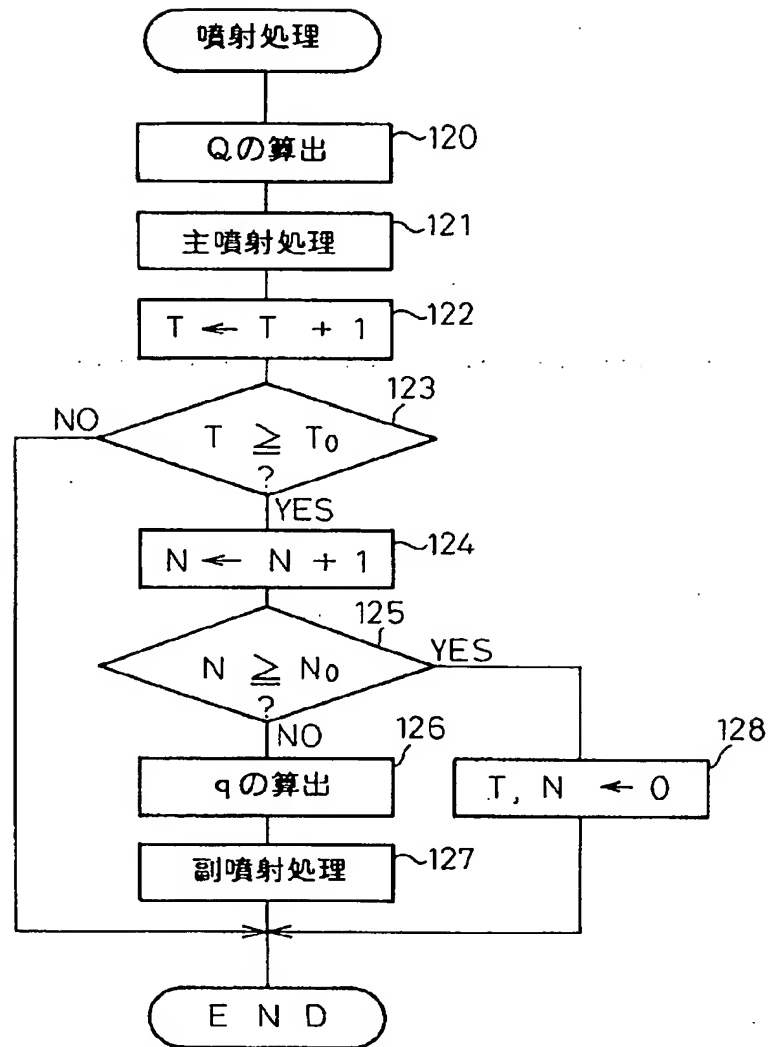 噴射処理
Qの算出
120
主噴射処理
121
T ← T + 1
122
123
NO
T ≧ T0
?
YES
N ← N + 1
124
125
N ≧ N0
?
YES
NO
126
qの算出
128
T, N ← 0
副噴射処理
127
E N D